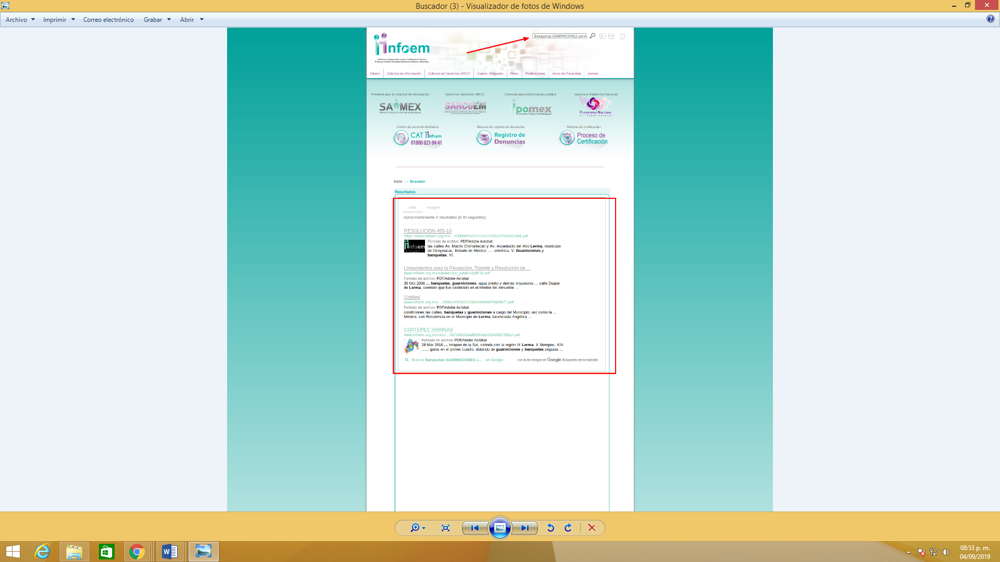 Buscador (3) - Visualizador de fotos de Windows
Archivo Imprimir Correo electrónico Grabar Abrir
Banquetas GUARNICIONES Lerm
infoem
Infoem Solicitud de Información Solicitud de Derechos ARCO Sujetos Obligados Pleno Publicaciones Aviso de Privacidad Ipomex
Presenta aquí tu solicitud de información Ejerce tus derechos ARCO Consulta aquí la información pública Ingresa a Plataforma Nacional
SAIMEX SARCOEM ipomex PLATAFORMA NACIONAL
Centro de atención telefónica Sistema de registro de denuncias Sistema de certificación
CAT infoem Registro de Proceso de
01800 821 04 41 Denuncias Certificación
Inicio :: Buscador
Resultados
web imagen
Aproximadamente 4 resultados (0.40 segundos)
RESOLUCION 455-10
https://www.infoem.org.mx/.../C00007OCOYOAC0235107330001484.pdf
Formato de archivo: PDF/Adobe Acrobat
las calles Av. Martín Chimaltecatl y Av. Acueducto del Alto Lerma, municipio
de Ocoyoacac, Estado de México ..... eléctrica. V. Guarniciones y
banquetas. VI.
Lineamientos para la Recepción, Trámite y Resolución de ...
www.infoem.org.mx/sipoem/ipo_juridico/pdf/18.pdf
Formato de archivo: PDF/Adobe Acrobat
30 Oct 2008 ... banquetas, guarniciones, agua predio y demás impuestos ... calle Duque
de Lerma, contrato que fue celebrado en el interior del inmueble ...
Untitled
www.infoem.org.mx/.../0fd514787b07c08b05fb698479d0fb77.pdf
Formato de archivo: PDF/Adobe Acrobat
condiciones las calles, banquetas y guarniciones a cargo del Municipio, así como la ...
México, con Residencia en el Municipio de Lerma, Licenciada Angélica ...
COATEPEC HARINAS
www.infoem.org.mx/doc/.../fd725b323ad6f5f0a6e330e0627602cf.pdf
Formato de archivo: PDF/Adobe Acrobat
28 Mar 2016 ... Ixtapan de la Sal, colinda con la región IX Lerma, X Metepec, XIV
...... guros en el primer cuadro, dotando de guarniciones y banquetas seguras ...
Buscar Banquetas GUARNICIONES L... en Google con la tecnología de Google Búsqueda personalizada
08:53 p. m.
04/09/2019